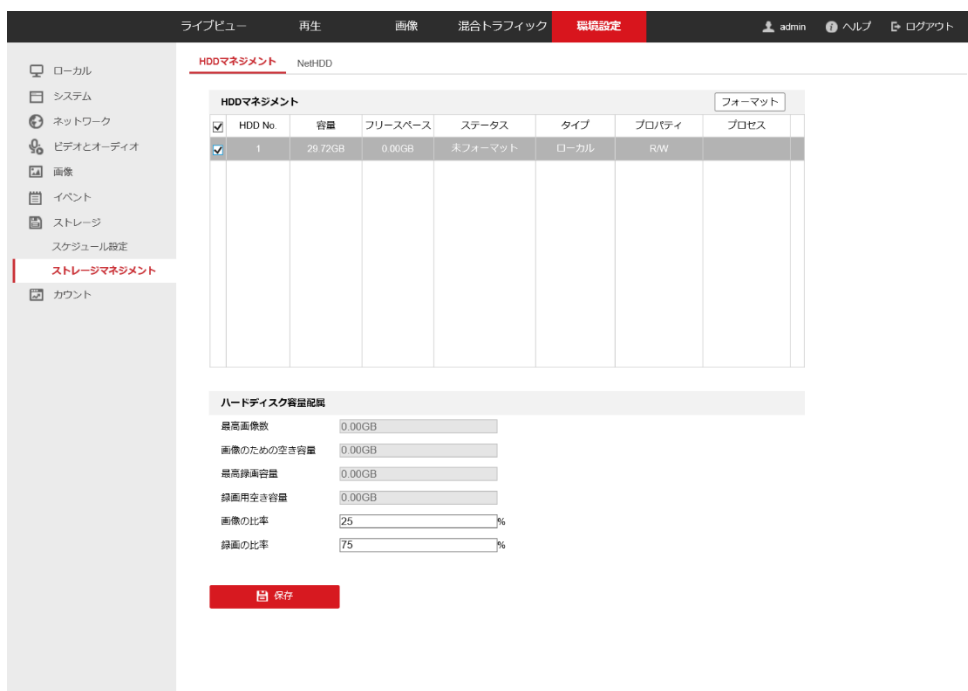 ライブビュー 再生 画像 混合トラフィック 環境設定 admin ヘルプ ログアウト
ローカル
システム
ネットワーク
ビデオとオーディオ
画像
イベント
ストレージ
スケジュール設定
ストレージマネジメント
カウント
HDDマネジメント NetHDD
HDDマネジメント フォーマット
HDD No. 容量 フリースペース ステータス タイプ プロパティ プロセス
1 29.72GB 0.00GB 未フォーマット ローカル R/W
ハードディスク容量配属
最高画像数 0.00GB
画像のための空き容量 0.00GB
最高録画容量 0.00GB
録画用空き容量 0.00GB
画像の比率 25 %
録画の比率 75 %
保存